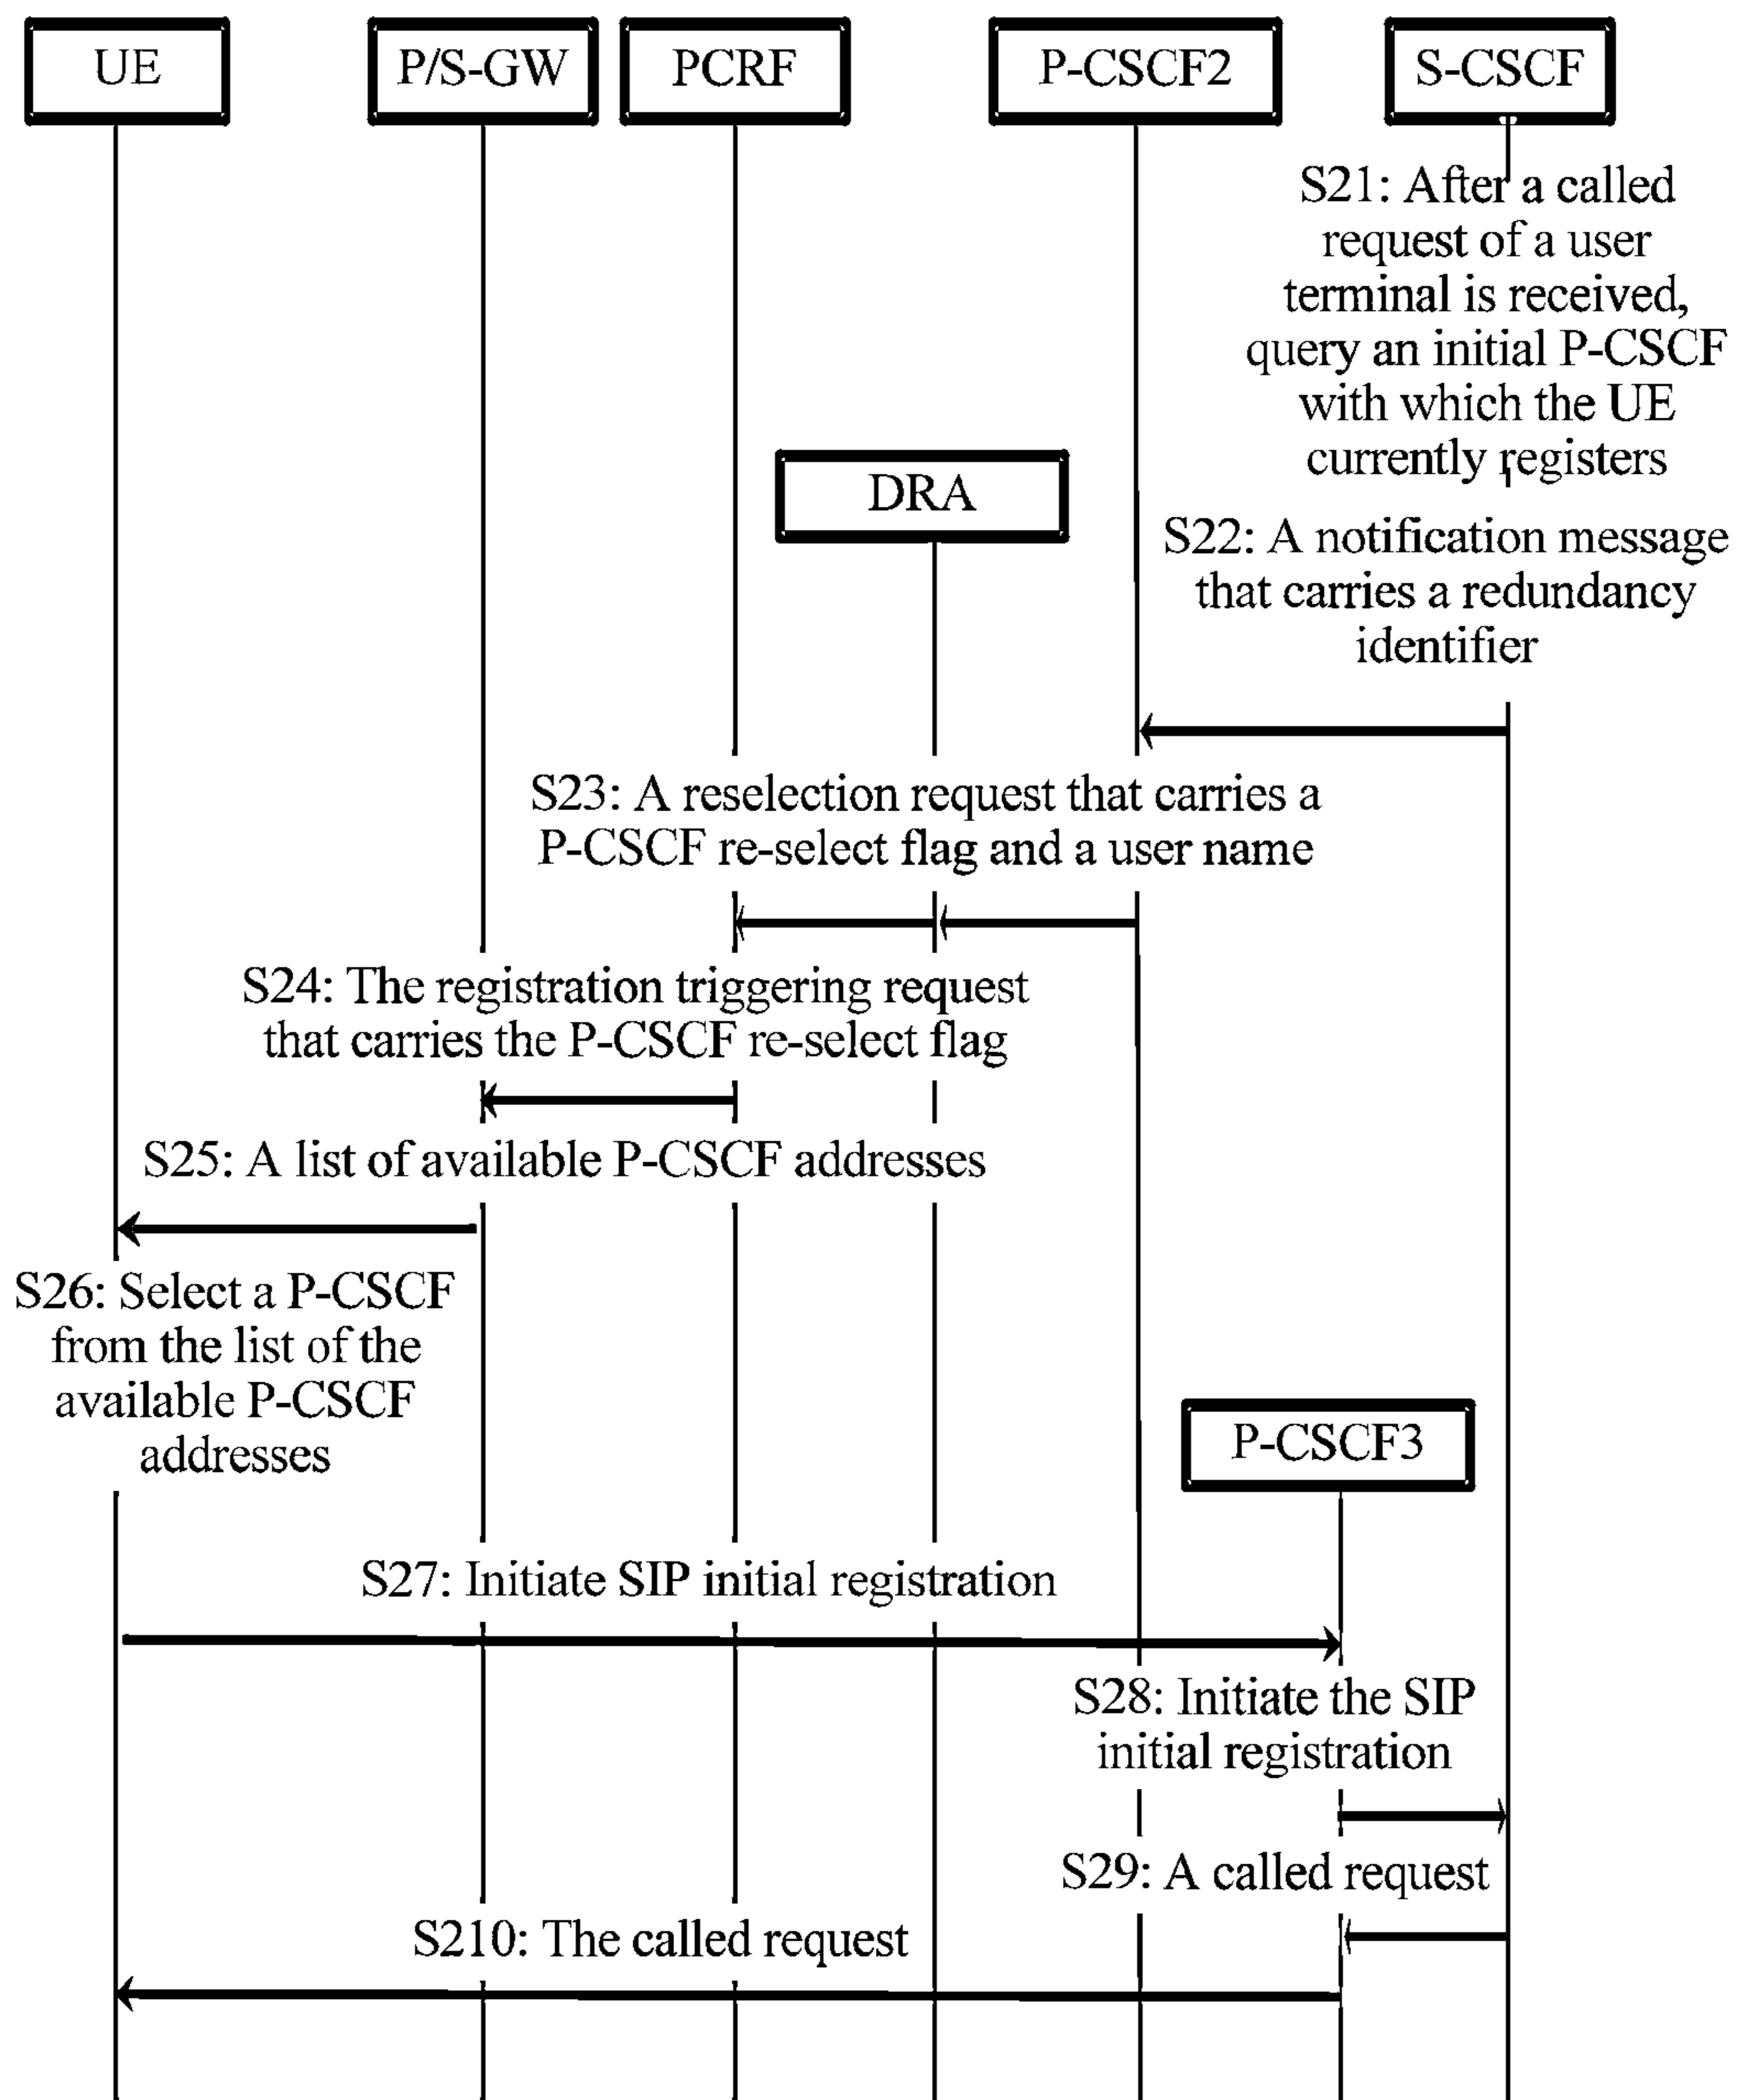 UE
P/S-GW
PCRF
P-CSCF2
S-CSCF
S21: After a called
request of a user
terminal is received,
query an initial P-CSCF
with which the UE
currently registers
DRA
S22: A notification message
that carries a redundancy
identifier
S23: A reselection request that carries a
P-CSCF re-select flag and a user name
S24: The registration triggering request
that carries the P-CSCF re-select flag
S25: A list of available P-CSCF addresses
S26: Select a P-CSCF
from the list of the
available P-CSCF
addresses
P-CSCF3
S27: Initiate SIP initial registration
S28: Initiate the SIP
initial registration
S29: A called request
S210: The called request